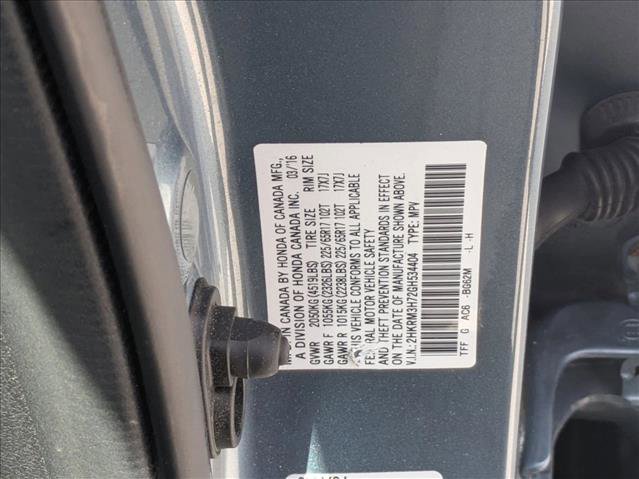 MFD. IN CANADA BY HONDA OF CANADA MFG.,
A DIVISION OF HONDA CANADA INC. 03/16
GVWR 2050KG(4519LBS) TIRE SIZE RIM SIZE
GAWR F 1055KG(2326LBS) 225/65R17 102T 17X7J
GAWR R 1015KG(2238LBS) 225/65R17 102T 17X7J
THIS VEHICLE CONFORMS TO ALL APPLICABLE
FEDERAL MOTOR VEHICLE SAFETY
AND THEFT PREVENTION STANDARDS IN EFFECT
ON THE DATE OF MANUFACTURE SHOWN ABOVE.
V.I.N.: 2HKRM3H72GH534404 TYPE: MPV
TFF G AC6 -BG62M -L -H